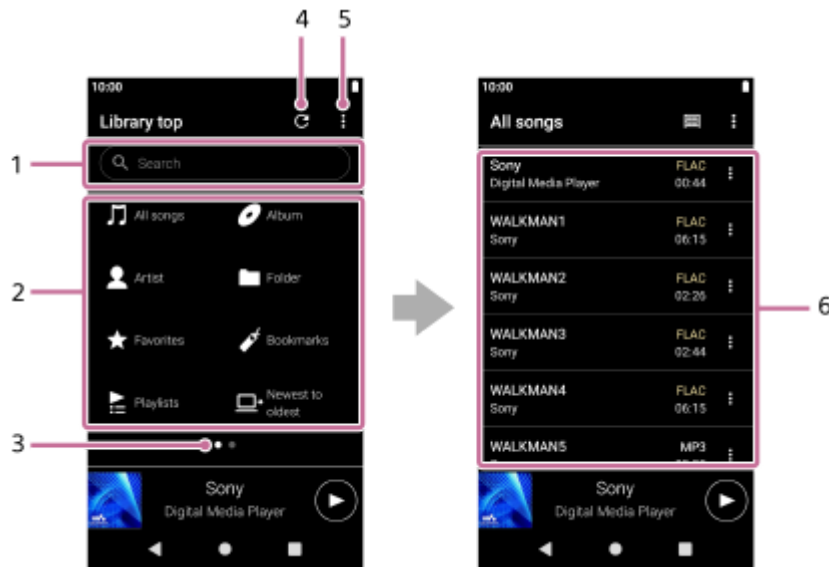 4
5
10:00
Library top
1
Search
2
All songs
Album
Artist
Folder
Favorites
Bookmarks
Playlists
Newest to
oldest
3
Sony
Digital Media Player
10:00
All songs
Sony
FLAC
Digital Media Player
00:44
WALKMAN1
FLAC
Sony
06:15
WALKMAN2
FLAC
Sony
02:26
6
WALKMAN3
FLAC
Sony
02:44
WALKMAN4
FLAC
Sony
06:15
WALKMAN5
MP3
Sony
Digital Media Player